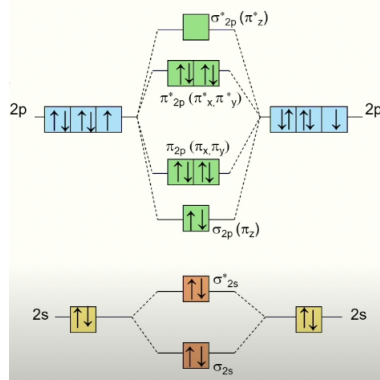 σ*2p (π*z)
π*2p (π*x, π*y)
2p
2p
π2p (πx, πy)
σ2p (πz)
σ*2s
2s
2s
σ2s